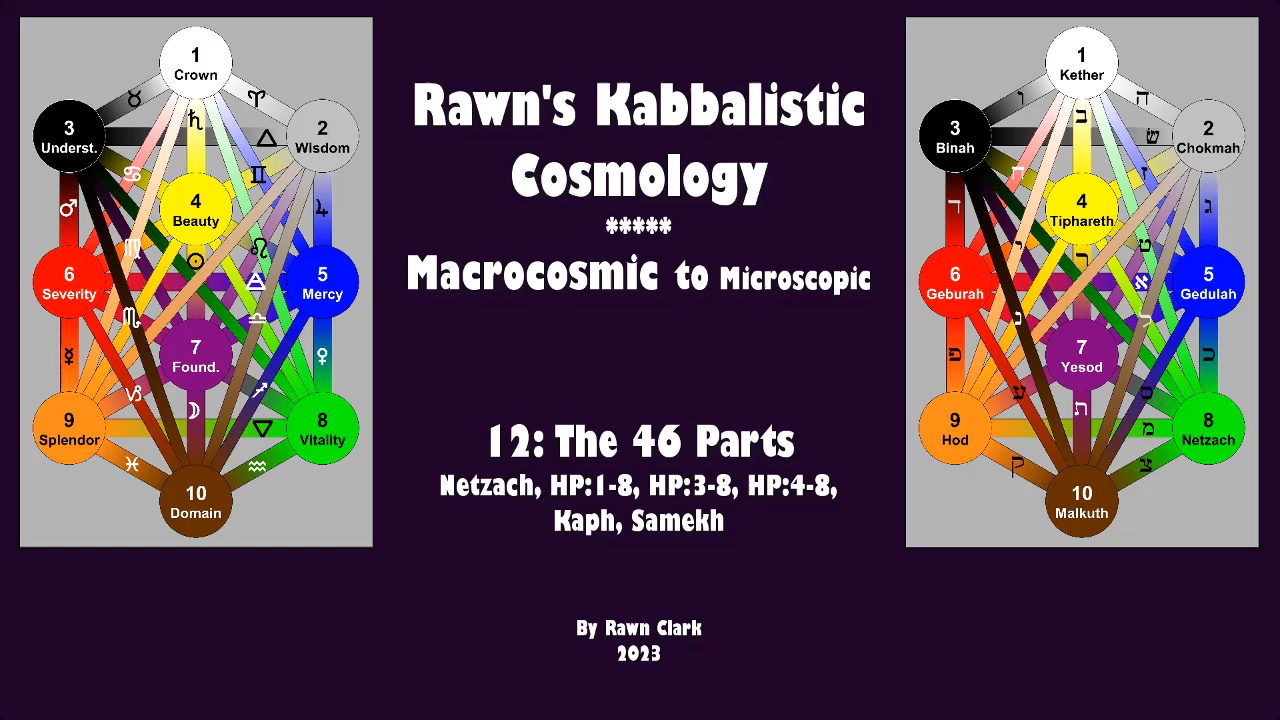 1
Crown
♉ ♈
3
Underst.
♄
△
2
Wisdom
♋ ♊
♂
4
Beauty
♃
♍ ☉ ♌
6
Severity
5
Mercy
♏ ♎
☿
7
Found.
♀
♑ ☽ ♐
9
Splendor
▽
8
Vitality
♓ ♒
10
Domain
Rawn's Kabbalistic
Cosmology
*****
Macrocosmic to Microscopic
12: The 46 Parts
Netzach, HP:1-8, HP:3-8, HP:4-8,
Kaph, Samekh
By Rawn Clark
2023
1
Kether
ו ה
3
Binah
ב
ש
2
Chokmah
ח ז
ד
4
Tiphareth
ג
י ר ט
6
Geburah
א
5
Gedulah
נ ל
פ
7
Yesod
כ
ע ת ס
9
Hod
מ
8
Netzach
ק צ
10
Malkuth